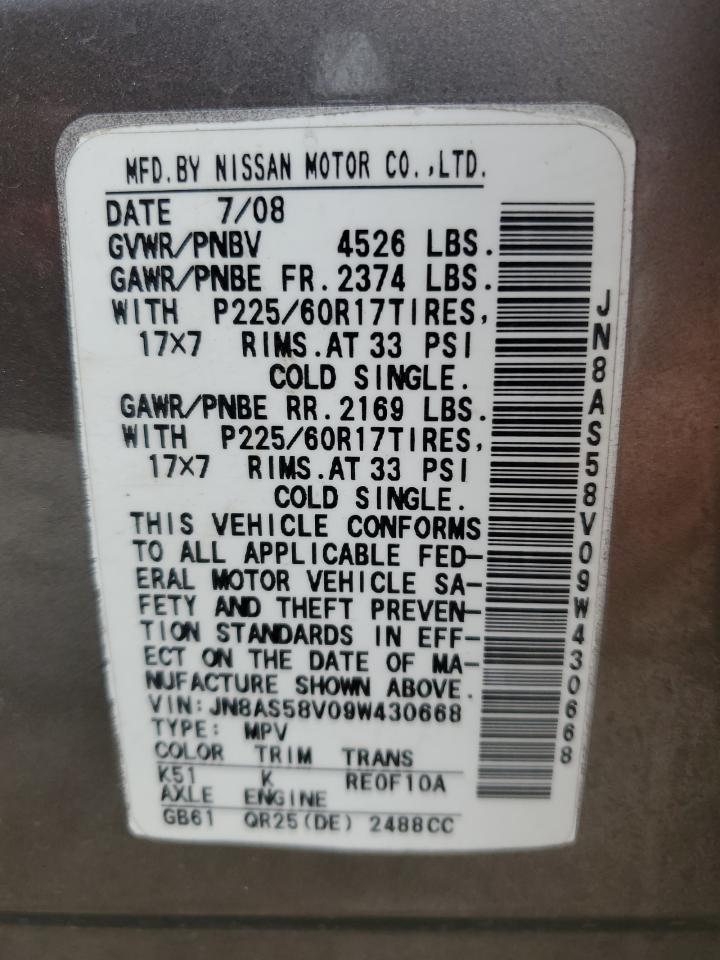 MFD.BY NISSAN MOTOR CO.,LTD.
DATE 7/08
GVWR/PNBV 4526 LBS.
GAWR/PNBE FR.2374 LBS.
WITH P225/60R17TIRES,
17X7 RIMS.AT 33 PSI
COLD SINGLE.
GAWR/PNBE RR.2169 LBS.
WITH P225/60R17TIRES,
17X7 RIMS.AT 33 PSI
COLD SINGLE.
THIS VEHICLE CONFORMS
TO ALL APPLICABLE FED-
ERAL MOTOR VEHICLE SA-
FETY AND THEFT PREVEN-
TION STANDARDS IN EFF-
ECT ON THE DATE OF MA-
NUFACTURE SHOWN ABOVE.
VIN:JN8AS58V09W430668
TYPE: MPV
COLOR TRIM TRANS
K51 K RE0F10A
AXLE ENGINE
GB61 QR25(DE) 2488CC
JN8AS58V09W430668